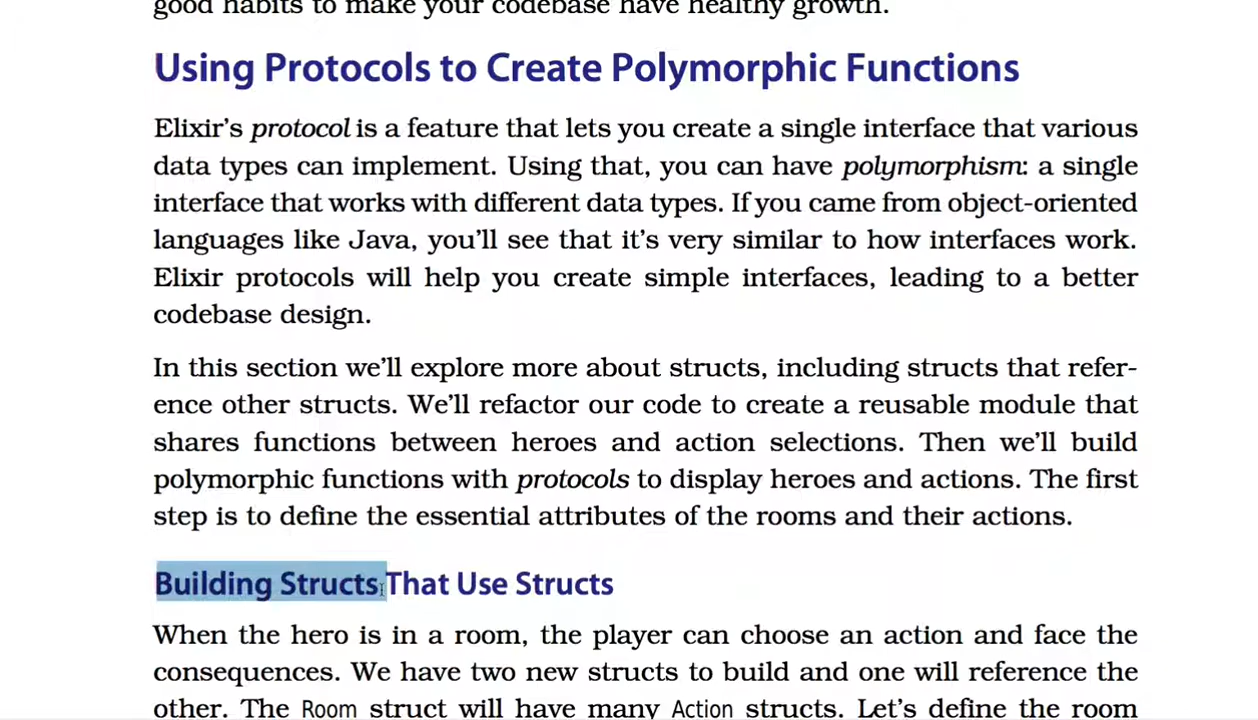 good habits to make your codebase have healthy growth.
Using Protocols to Create Polymorphic Functions
Elixir’s protocol is a feature that lets you create a single interface that various
data types can implement. Using that, you can have polymorphism: a single
interface that works with different data types. If you came from object-oriented
languages like Java, you’ll see that it’s very similar to how interfaces work.
Elixir protocols will help you create simple interfaces, leading to a better
codebase design.
In this section we’ll explore more about structs, including structs that refer-
ence other structs. We’ll refactor our code to create a reusable module that
shares functions between heroes and action selections. Then we’ll build
polymorphic functions with protocols to display heroes and actions. The first
step is to define the essential attributes of the rooms and their actions.
Building Structs That Use Structs
When the hero is in a room, the player can choose an action and face the
consequences. We have two new structs to build and one will reference the
other. The Room struct will have many Action structs. Let’s define the room